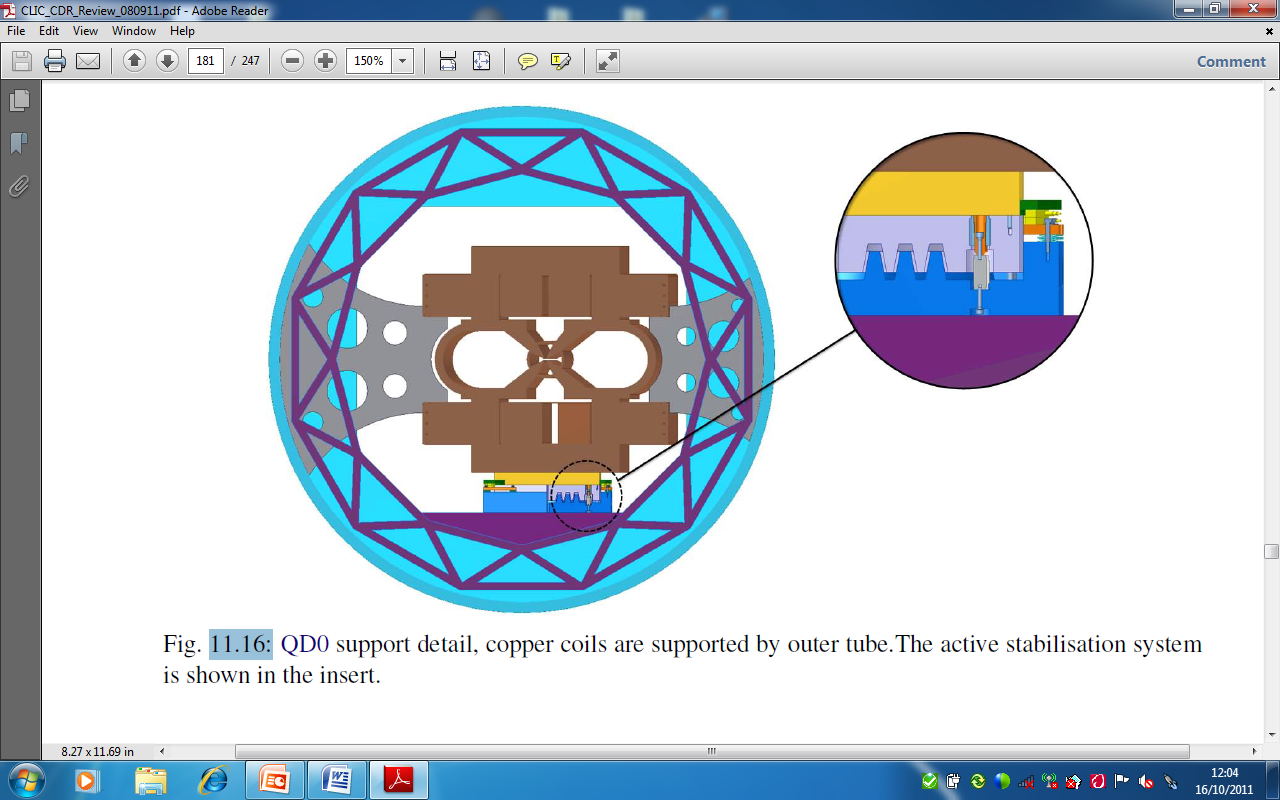 CLIC_CDR_Review_080911.pdf - Adobe Reader
File Edit View Window Help
181 / 247 150% Comment
Fig. 11.16: QD0 support detail, copper coils are supported by outer tube.The active stabilisation system
is shown in the insert.
8.27 x 11.69 in
12:04
16/10/2011